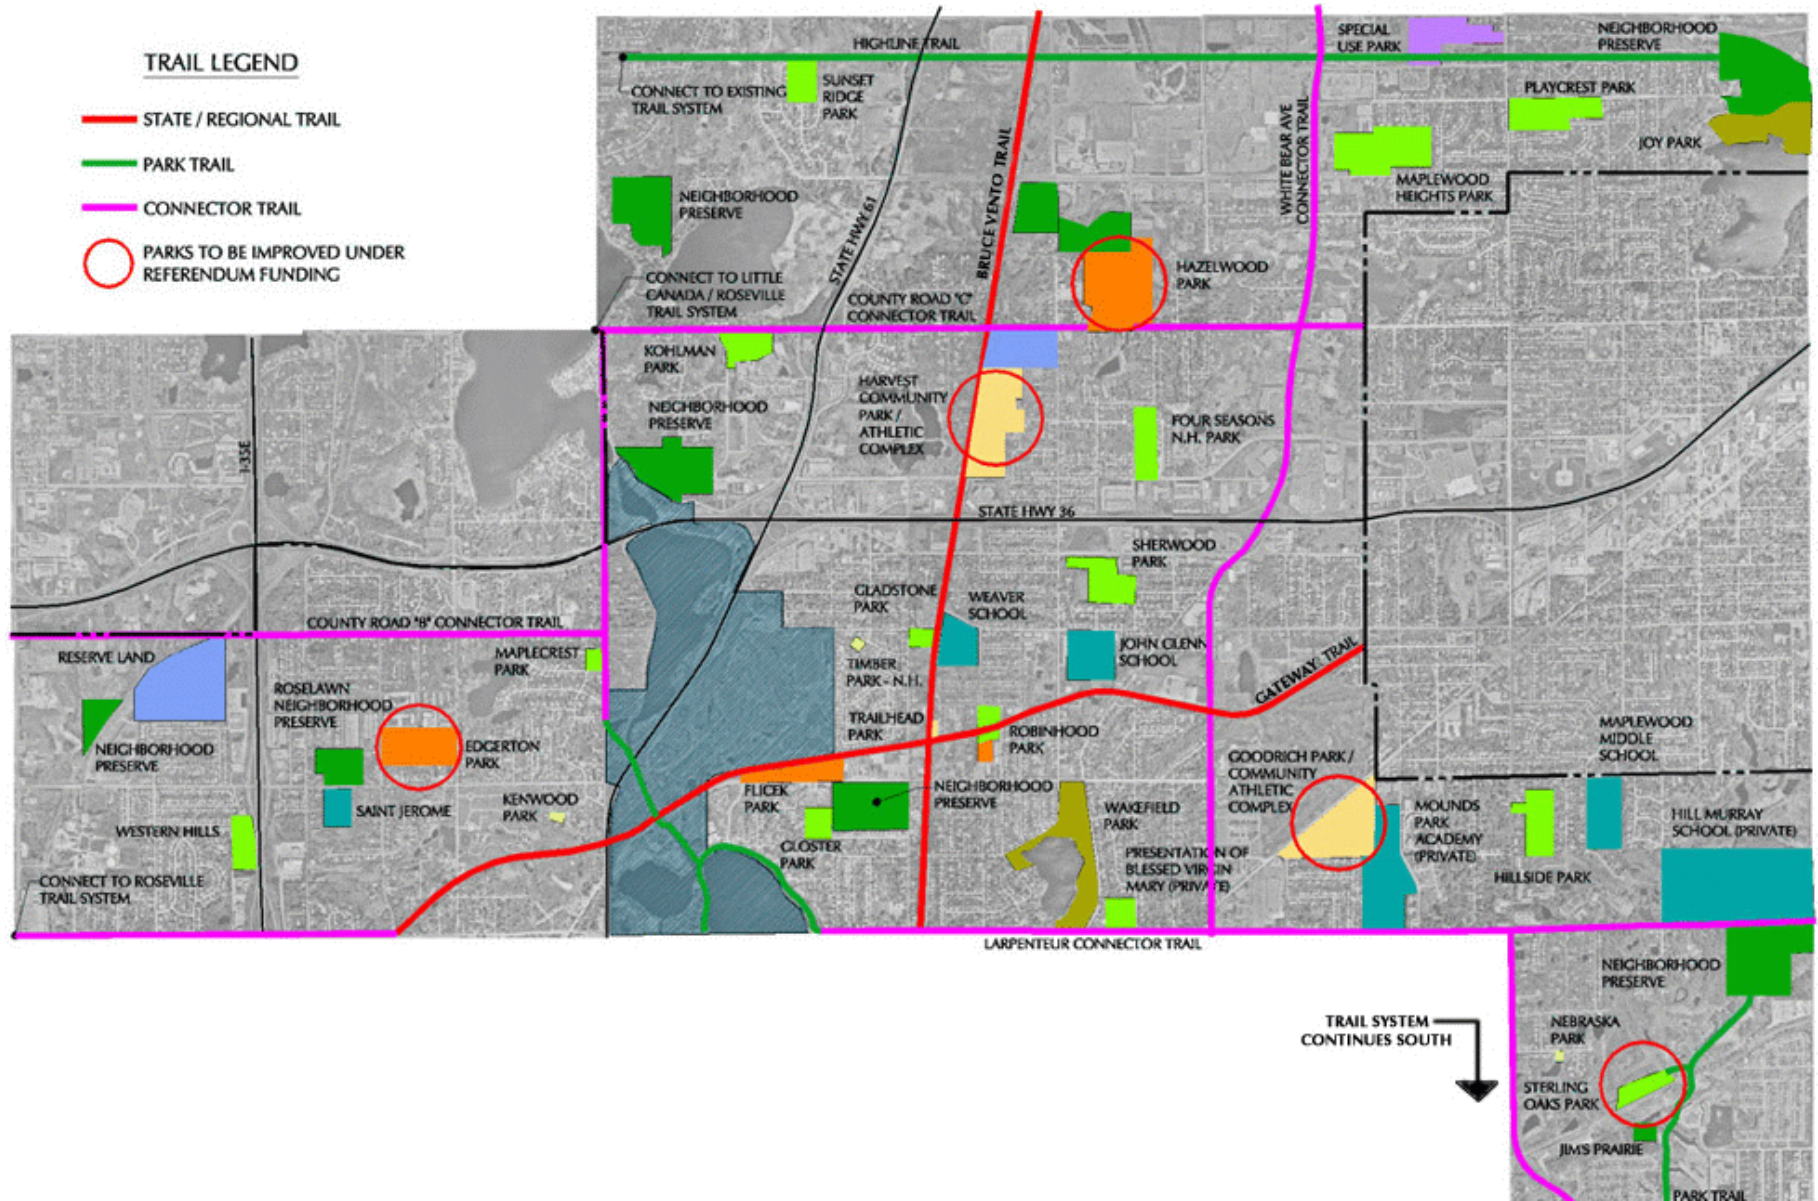 TRAIL LEGEND
STATE / REGIONAL TRAIL
PARK TRAIL
CONNECTOR TRAIL
PARKS TO BE IMPROVED UNDER
REFERENDUM FUNDING
HIGHLINE TRAIL
CONNECT TO EXISTING
TRAIL SYSTEM
SUNSET
RIDGE
PARK
SPECIAL
USE PARK
NEIGHBORHOOD
PRESERVE
PLAYCREST PARK
JOY PARK
MAPLEWOOD
HEIGHTS PARK
WHITE BEAR AVE
CONNECTOR TRAIL
BRUCE VENTO TRAIL
STATE HWY 61
NEIGHBORHOOD
PRESERVE
CONNECT TO LITTLE
CANADA / ROSEVILLE
TRAIL SYSTEM
COUNTY ROAD "C"
CONNECTOR TRAIL
HAZELWOOD
PARK
KOHLMAN
PARK
NEIGHBORHOOD
PRESERVE
HARVEST
COMMUNITY
PARK /
ATHLETIC
COMPLEX
FOUR SEASONS
N.H. PARK
I-35E
STATE HWY 36
SHERWOOD
PARK
GLADSTONE
PARK
WEAVER
SCHOOL
JOHN GLENN
SCHOOL
TIMBER
PARK - N.H.
GATEWAY TRAIL
COUNTY ROAD "B" CONNECTOR TRAIL
RESERVE LAND
MAPLECREST
PARK
ROSELAWN
NEIGHBORHOOD
PRESERVE
NEIGHBORHOOD
PRESERVE
EDGERTON
PARK
TRAILHEAD
PARK
ROBINHOOD
PARK
MAPLEWOOD
MIDDLE
SCHOOL
GOODRICH PARK /
COMMUNITY
ATHLETIC
COMPLEX
SAINT JEROME
KENWOOD
PARK
FLICEK
PARK
NEIGHBORHOOD
PRESERVE
WAKEFIELD
PARK
MOUNDS
PARK
ACADEMY
(PRIVATE)
HILL MURRAY
SCHOOL (PRIVATE)
WESTERN HILLS
GLOSTER
PARK
PRESENTATION OF
BLESSED VIRGIN
MARY (PRIVATE)
HILLSIDE PARK
CONNECT TO ROSEVILLE
TRAIL SYSTEM
LARPENTEUR CONNECTOR TRAIL
NEIGHBORHOOD
PRESERVE
TRAIL SYSTEM
CONTINUES SOUTH
NEBRASKA
PARK
STERLING
OAKS PARK
JIM'S PRAIRIE
PARK TRAIL